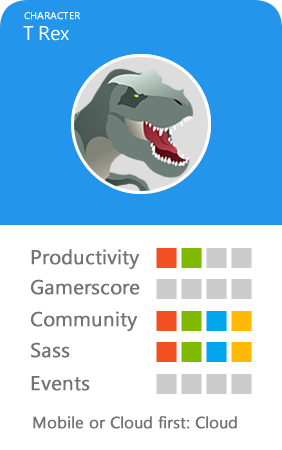 CHARACTER
T Rex
Productivity
Gamerscore
Community
Sass
Events
Mobile or Cloud first: Cloud